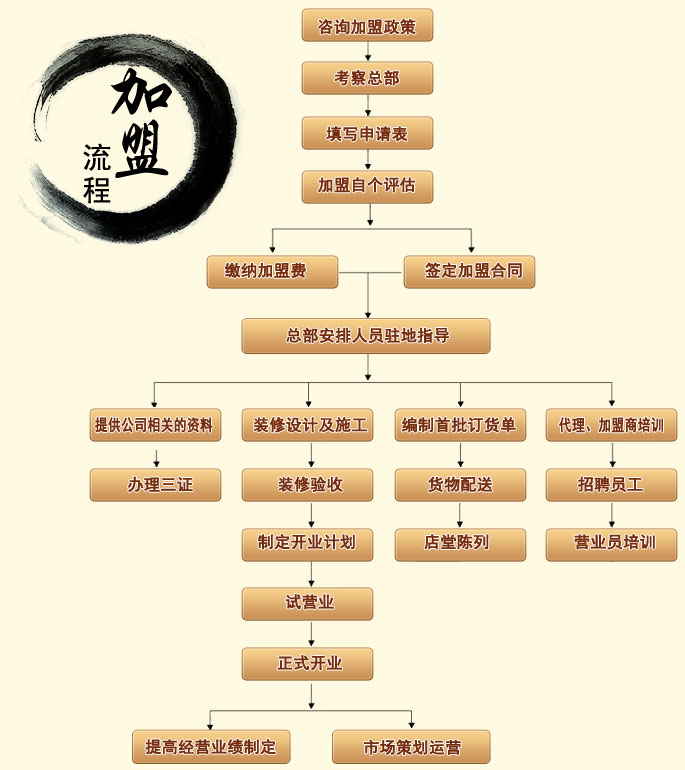 加盟
流程
咨询加盟政策
考察总部
填写申请表
加盟自个评估
缴纳加盟费
签定加盟合同
总部安排人员驻地指导
提供公司相关的资料
装修设计及施工
编制首批订货单
代理、加盟商培训
办理三证
装修验收
货物配送
招聘员工
制定开业计划
店堂陈列
营业员培训
试营业
正式开业
提高经营业绩制定
市场策划运营